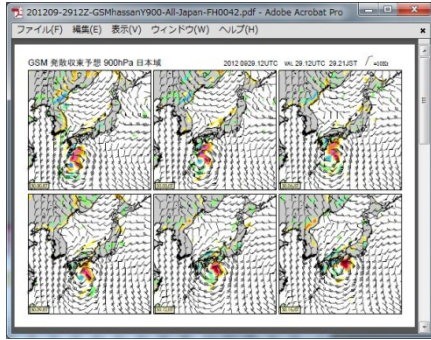 201209-2912Z-GSMhassanY900-All-Japan-FH0042.pdf - Adobe Acrobat Pro
ファイル(F) 編集(E) 表示(V) ウィンドウ(W) ヘルプ(H)
GSM 発散収束予想 900hPa 日本域
2012 0929.12UTC VAL 29.12UTC 29.21JST